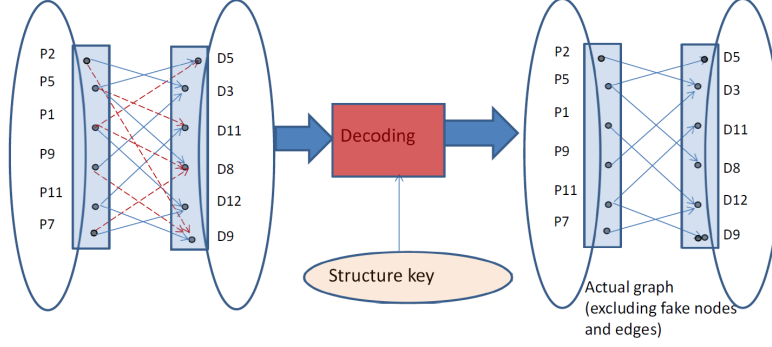 P2
P5
P1
P9
P11
P7
D5
D3
D11
D8
D12
D9
Decoding
Structure key
P2
P5
P1
P9
P11
P7
D5
D3
D11
D8
D12
D9
Actual graph
(excluding fake nodes
and edges)